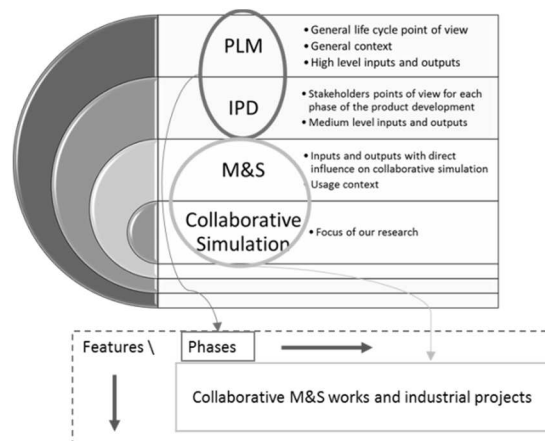 PLM
• General life cycle point of view
• General context
• High level inputs and outputs
IPD
• Stakeholders points of view for each
phase of the product development
• Medium level inputs and outputs
M&S
• Inputs and outputs with direct
influence on collaborative simulation
• Usage context
Collaborative
Simulation
• Focus of our research
Features \ Phases
Collaborative M&S works and industrial projects